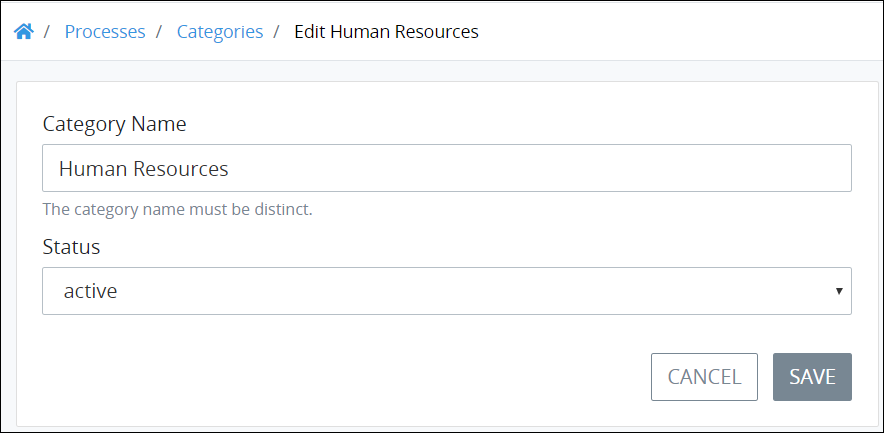 / Processes / Categories / Edit Human Resources
Category Name
Human Resources
The category name must be distinct.
Status
active
CANCEL SAVE